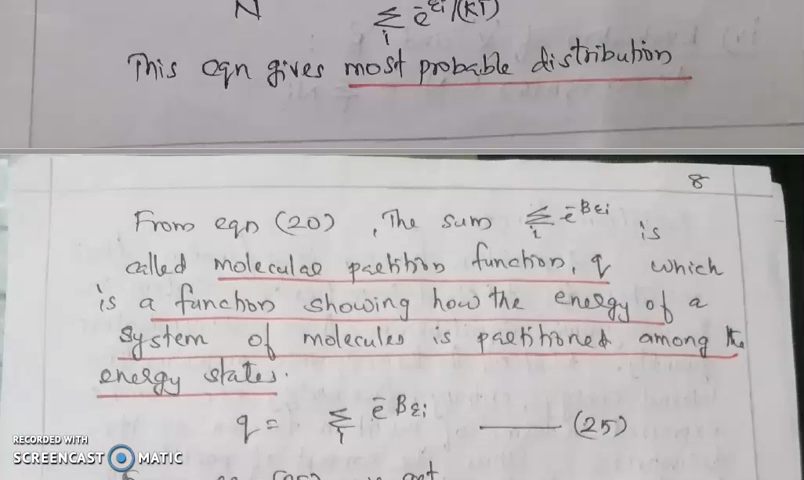 N Σ i e^-εi/(KT)
This eqn gives most probable distribution
8
From eqn (20) , The sum Σ i e^-βεi is
called molecular partition function, q which
is a function showing how the energy of a
system of molecules is partitioned among the
energy states.
q = Σ i e^-βεi —— (25)
RECORDED WITH
SCREENCAST MATIC